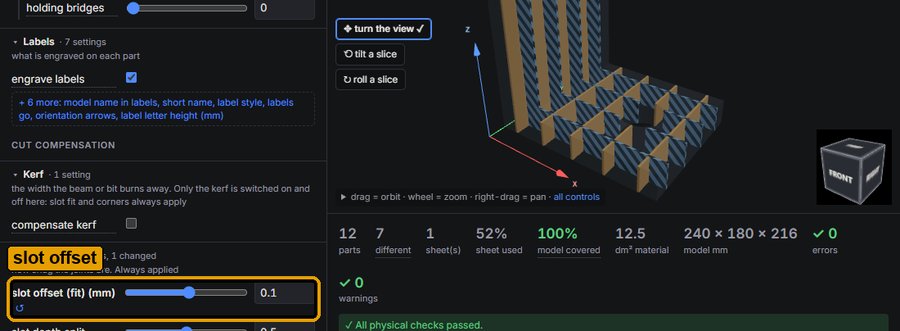 holding bridges
0
Labels · 7 settings
what is engraved on each part
engrave labels
+ 6 more: model name in labels, short name, label style, labels
go, orientation arrows, label letter height (mm)
CUT COMPENSATION
Kerf · 1 setting
the width the beam or bit burns away. Only the kerf is switched on and
off here: slot fit and corners always apply
compensate kerf
slot offset
, 1 changed
Always applied
slot offset (fit) (mm)
0.1
slot depth split
0.5
✥ turn the view ✓
tilt a slice
↻ roll a slice
z
x
FRONT
▶ drag = orbit · wheel = zoom · right-drag = pan · all controls
12
parts
7
different
1
sheet(s)
52%
sheet used
100%
model covered
12.5
dm² material
240 × 180 × 216
model mm
✓ 0
errors
✓ 0
warnings
✓ All physical checks passed.